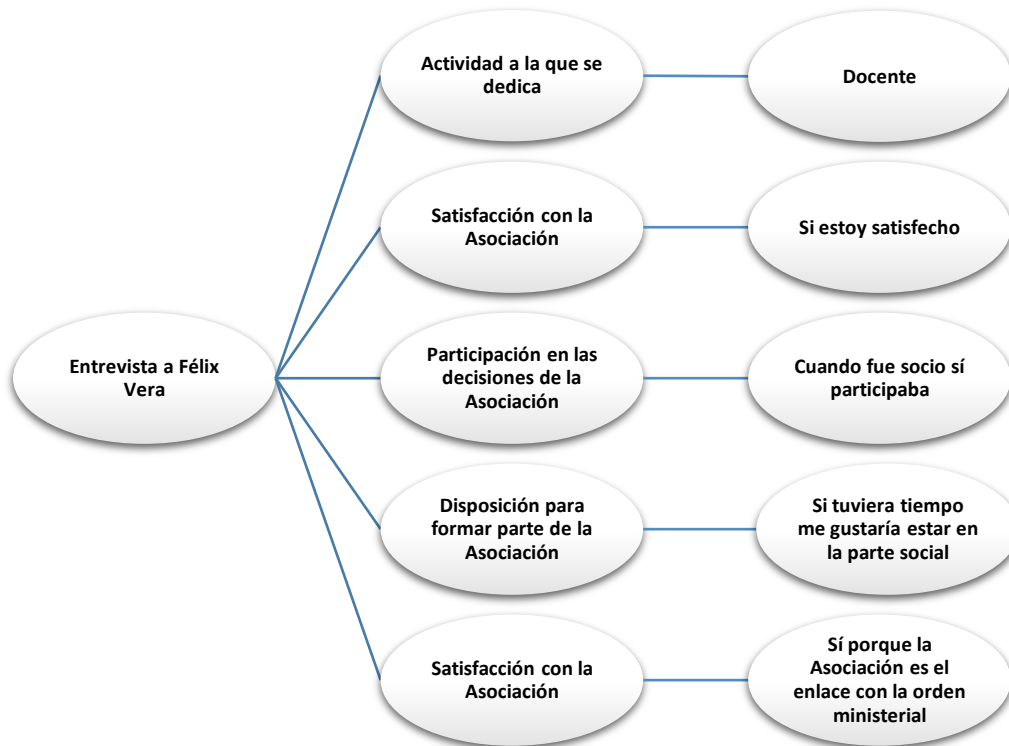 Entrevista a Félix
Vera
Actividad a la que se
dedica
Docente
Satisfacción con la
Asociación
Si estoy satisfecho
Participación en las
decisiones de la
Asociación
Cuando fue socio sí
participaba
Disposición para
formar parte de la
Asociación
Si tuviera tiempo
me gustaría estar en
la parte social
Satisfacción con la
Asociación
Sí porque la
Asociación es el
enlace con la orden
ministerial